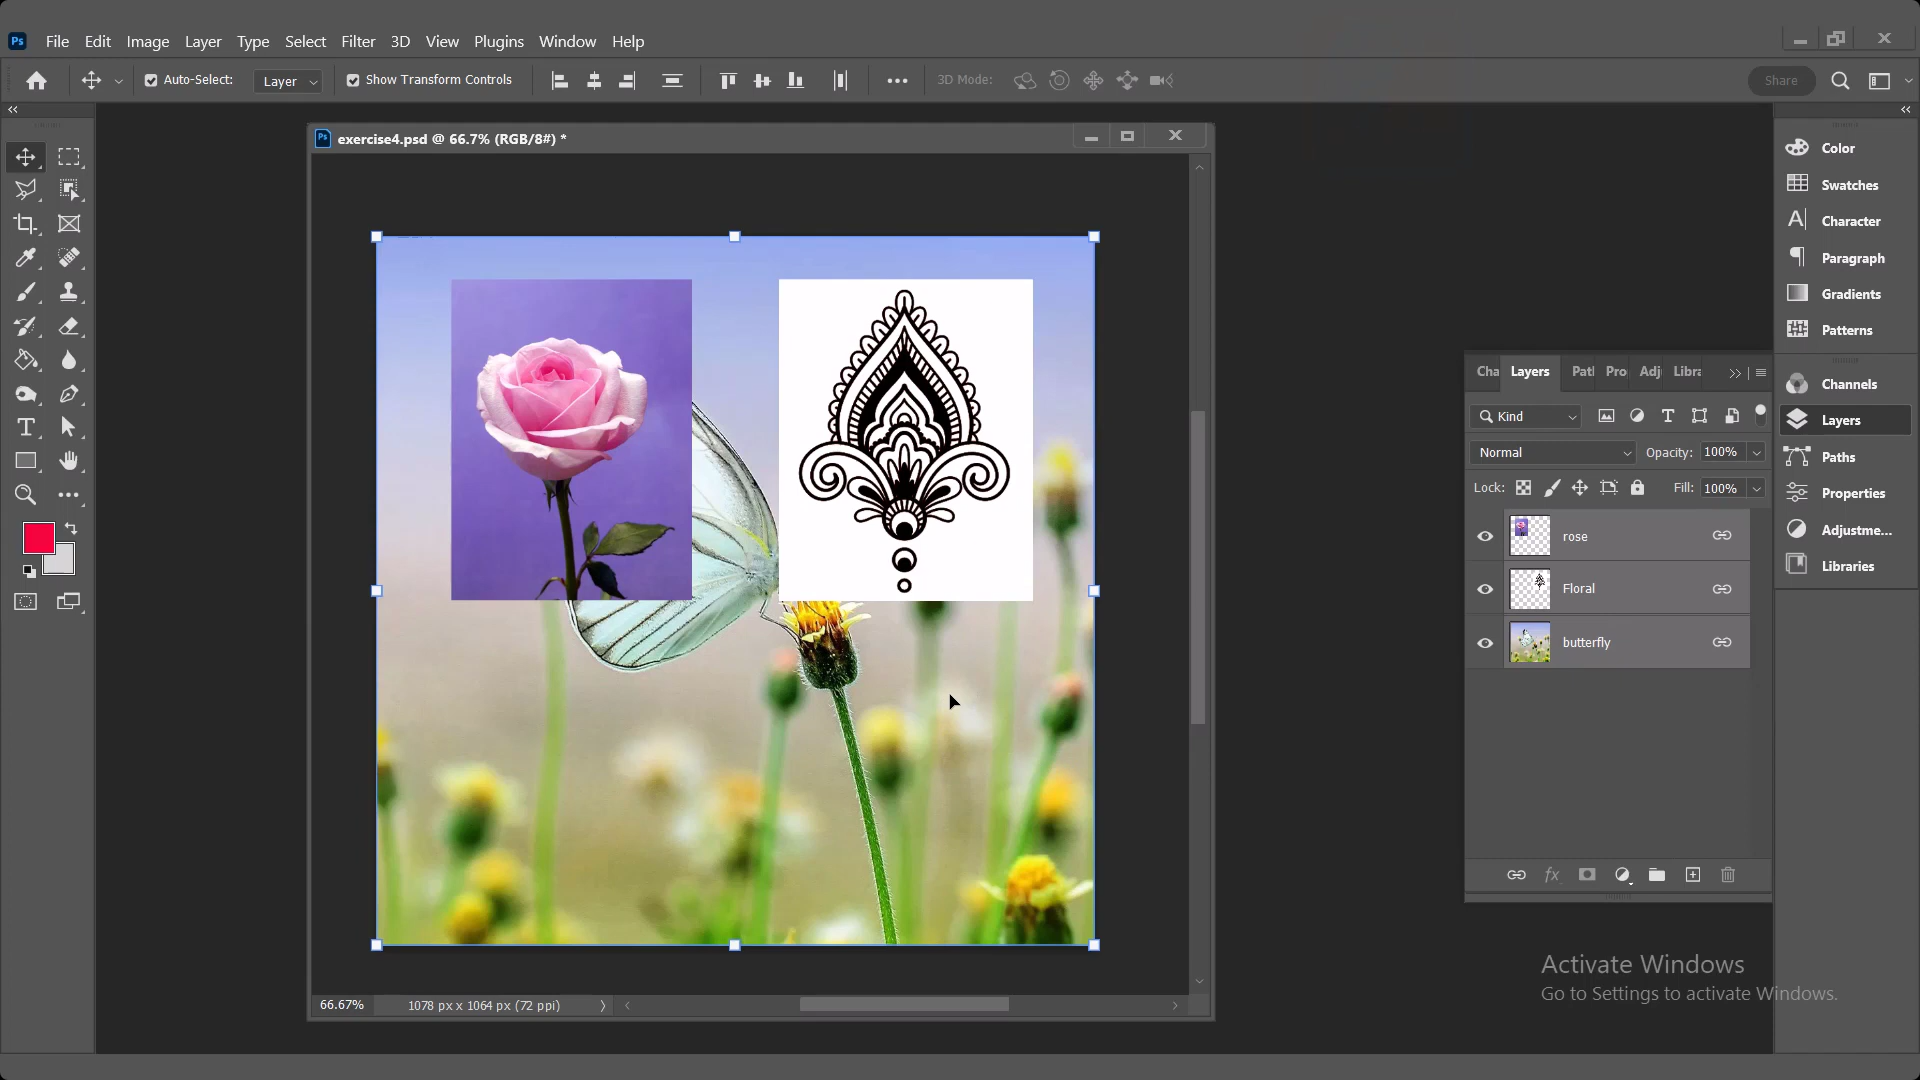 Ps File Edit Image Layer Type Select Filter 3D View Plugins Window Help
Auto-Select: Layer Show Transform Controls 3D Mode: Share
Ps exercise4.psd @ 66.7% (RGB/8#) *
66.67% 1078 px x 1064 px (72 ppi)
Cha Layers Patl Pro Adj Libra
Kind
Normal Opacity: 100%
Lock: Fill: 100%
rose
Floral
butterfly
fx
Color
Swatches
Character
Paragraph
Gradients
Patterns
Channels
Layers
Paths
Properties
Adjustme...
Libraries
Activate Windows
Go to Settings to activate Windows.